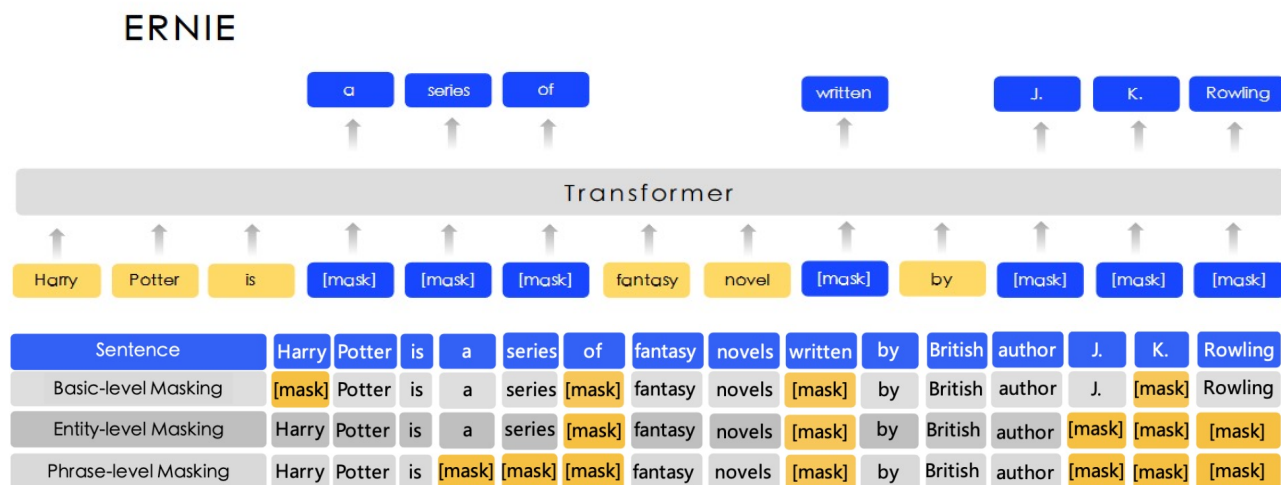 ERNIE
a series of written J. K. Rowling
Transformer
Harry Potter is [mask] [mask] [mask] fantasy novel [mask] by [mask] [mask] [mask]
Sentence Harry Potter is a series of fantasy novels written by British author J. K. Rowling
Basic-level Masking [mask] Potter is a series [mask] fantasy novels [mask] by British author J. [mask] Rowling
Entity-level Masking Harry Potter is a series [mask] fantasy novels [mask] by British author [mask] [mask] [mask]
Phrase-level Masking Harry Potter is [mask] [mask] [mask] fantasy novels [mask] by British author [mask] [mask] [mask]